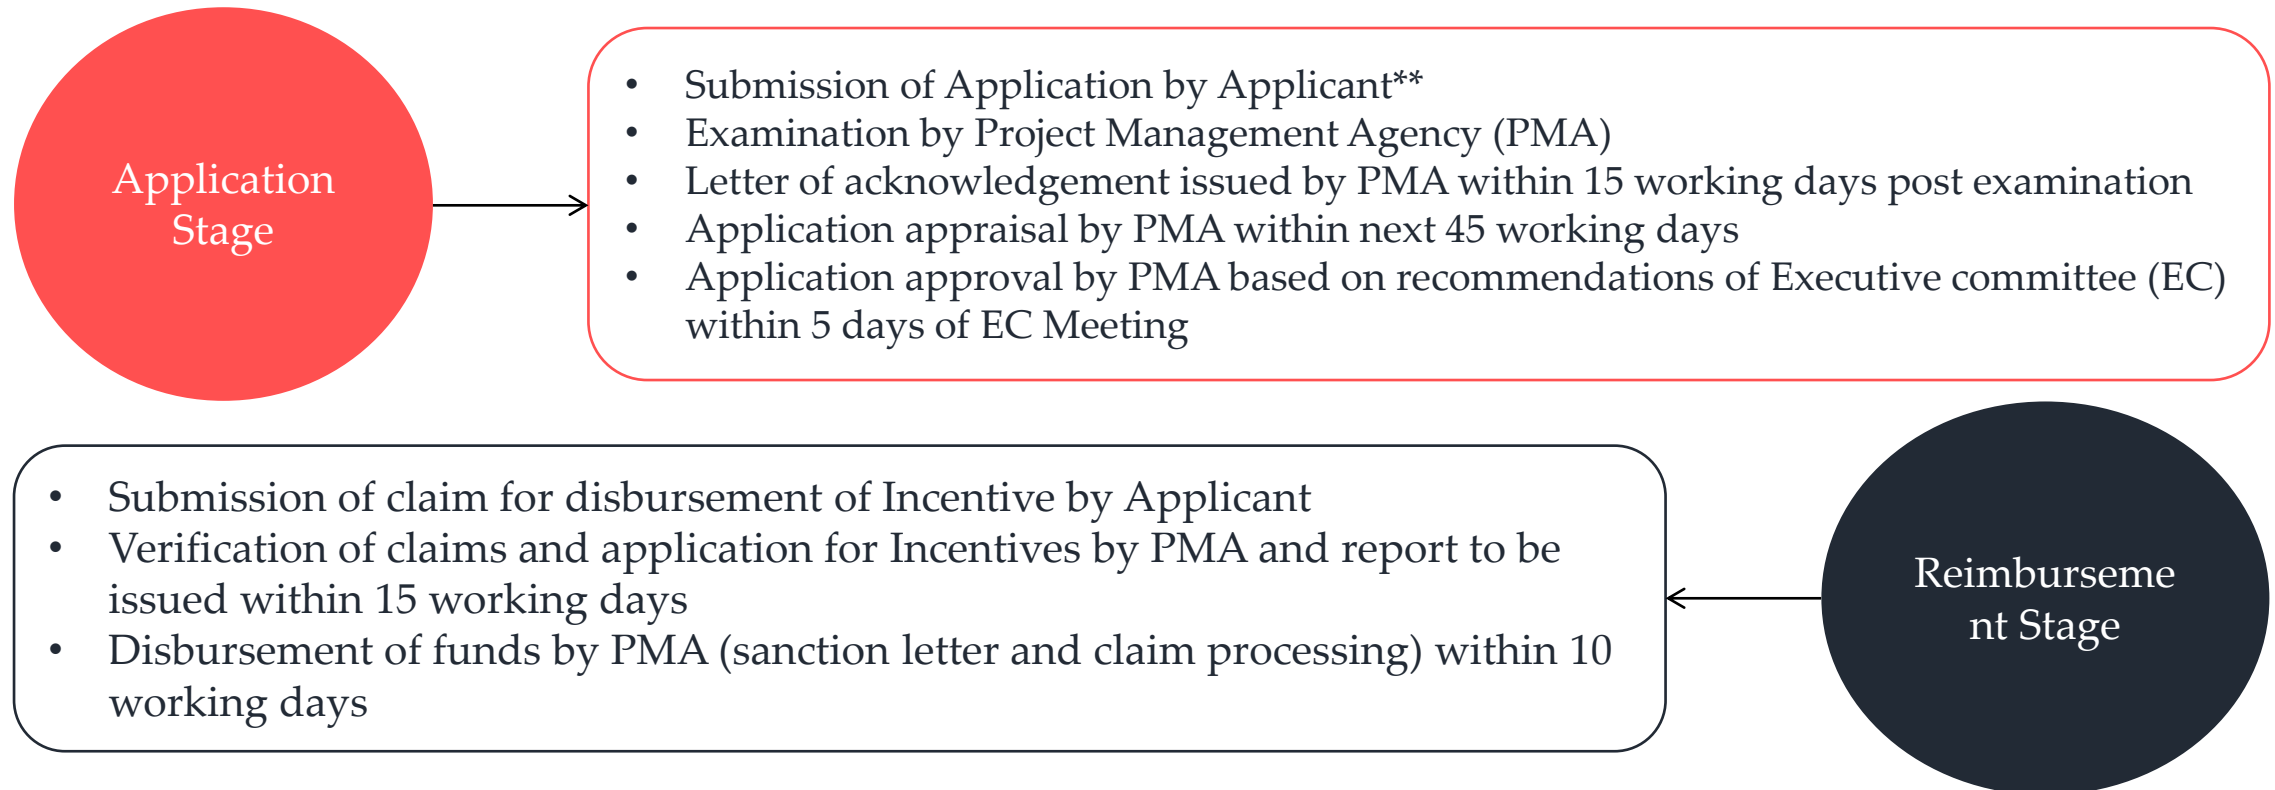 Application
Stage
• Submission of Application by Applicant**
• Examination by Project Management Agency (PMA)
• Letter of acknowledgement issued by PMA within 15 working days post examination
• Application appraisal by PMA within next 45 working days
• Application approval by PMA based on recommendations of Executive committee (EC)
within 5 days of EC Meeting
• Submission of claim for disbursement of Incentive by Applicant
• Verification of claims and application for Incentives by PMA and report to be
issued within 15 working days
• Disbursement of funds by PMA (sanction letter and claim processing) within 10
working days
Reimburseme
nt Stage